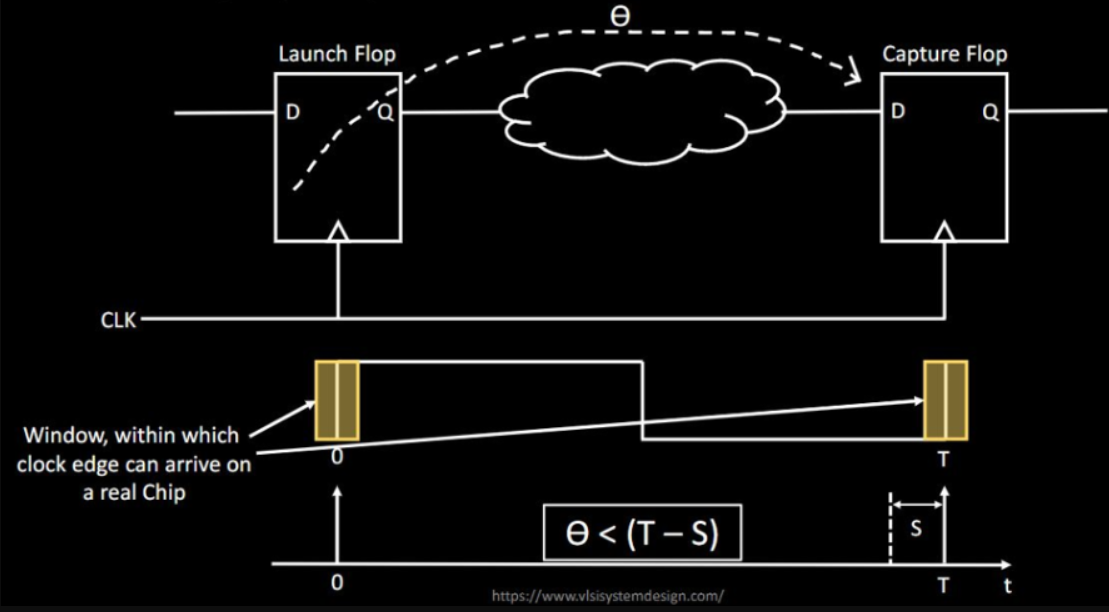 Ɵ
Launch Flop
Capture Flop
D
Q
D
Q
CLK
Window, within which
clock edge can arrive on
a real Chip
0
T
Ɵ < (T – S)
S
0
T
t
https://www.vlsisystemdesign.com/